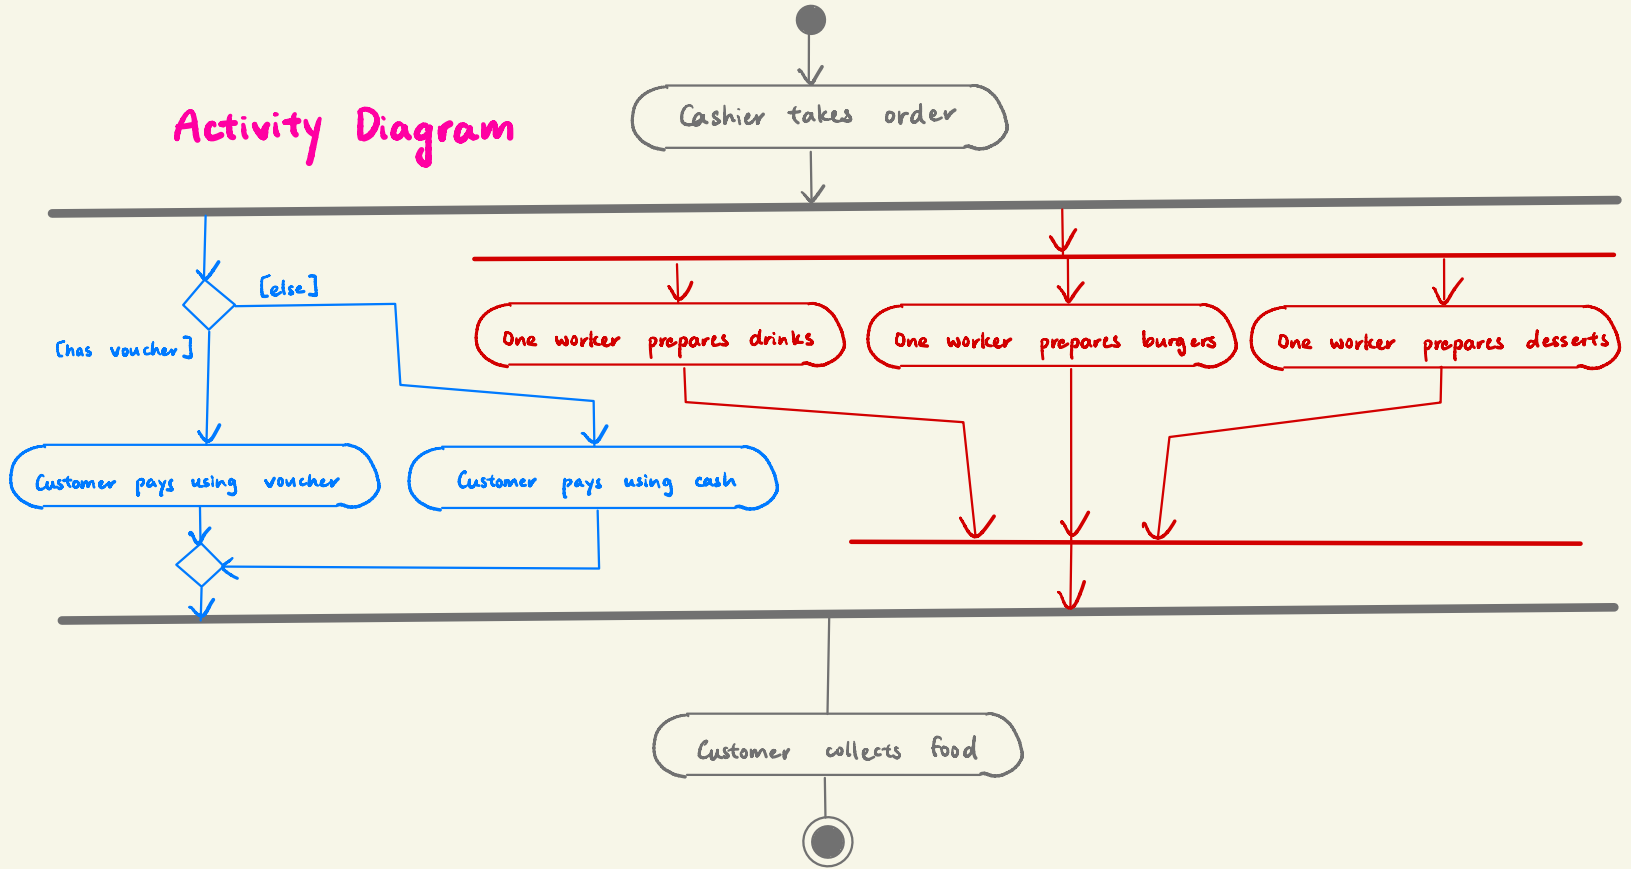 Cashier takes order
Activity Diagram
[else]
[has voucher]
One worker prepares drinks
One worker prepares burgers
One worker prepares desserts
Customer pays using voucher
Customer pays using cash
Customer collects food